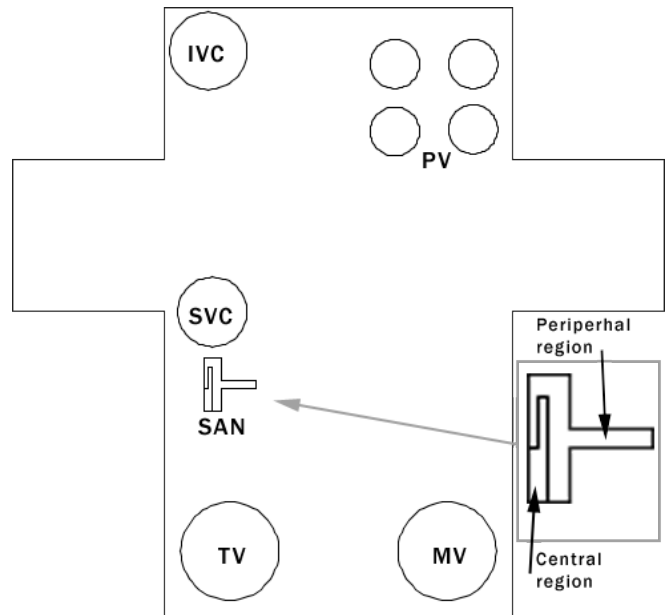 IVC
PV
SVC
Periperhal
region
SAN
TV
MV
Central
region